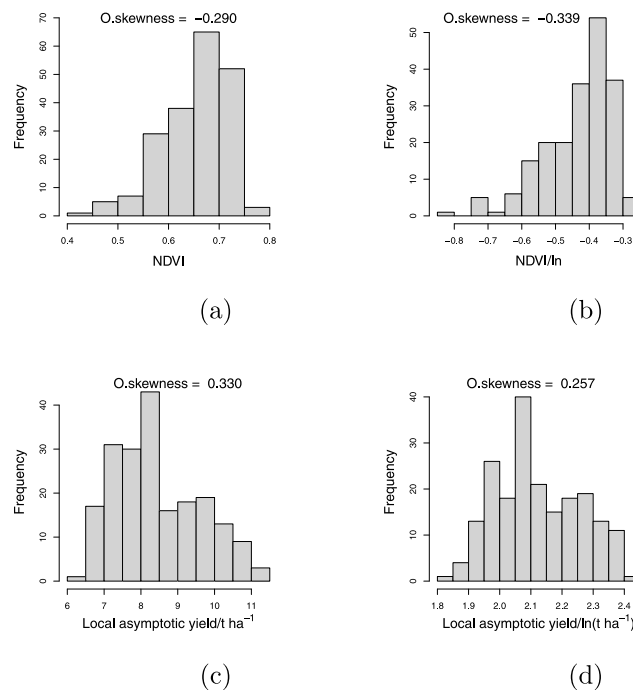 O.skewness = −0.290
Frequency
0 10 20 30 40 50 60 70
0.4 0.5 0.6 0.7 0.8
NDVI
(a)
O.skewness = −0.339
Frequency
0 10 20 30 40 50
−0.8 −0.7 −0.6 −0.5 −0.4 −0.3
NDVI/ln
(b)
O.skewness = 0.330
Frequency
0 10 20 30 40
6 7 8 9 10 11
Local asymptotic yield/t ha⁻¹
(c)
O.skewness = 0.257
Frequency
0 10 20 30 40
1.8 1.9 2.0 2.1 2.2 2.3 2.4
Local asymptotic yield/ln(t ha⁻¹)
(d)